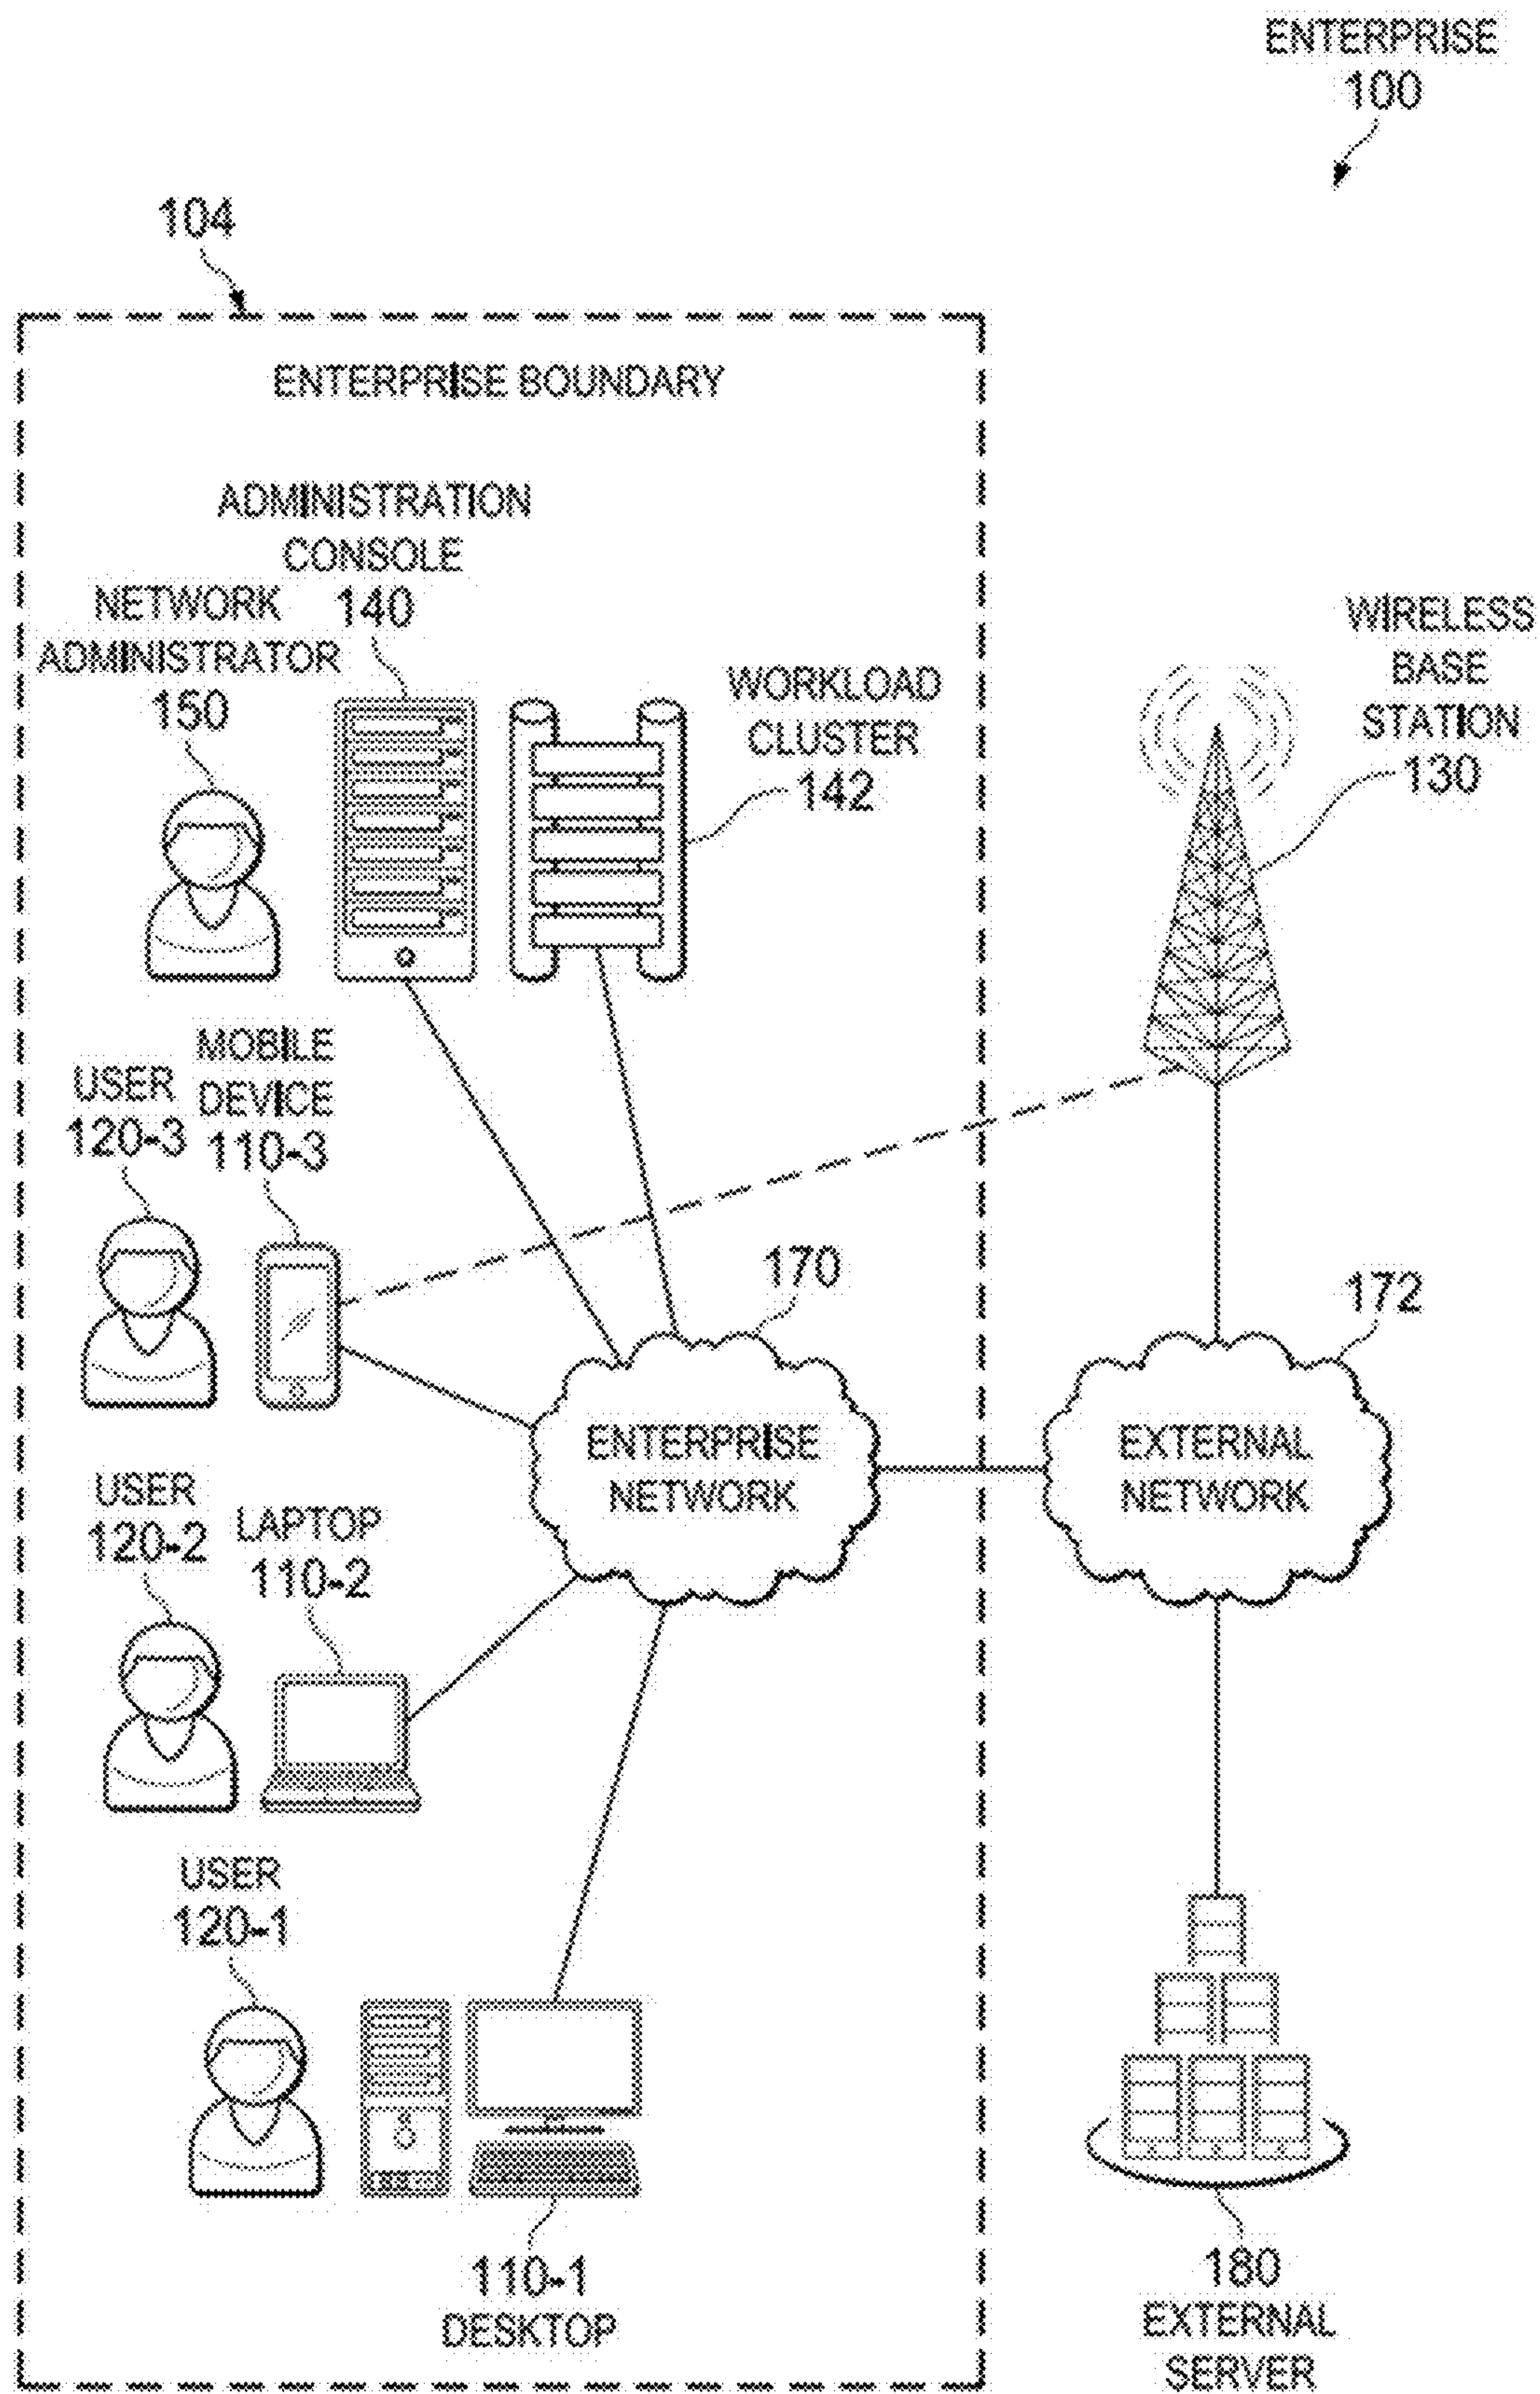 ENTERPRISE
100
104
ENTERPRISE BOUNDARY
ADMINISTRATION
CONSOLE
140
NETWORK
ADMINISTRATOR
150
WORKLOAD
CLUSTER
142
WIRELESS
BASE
STATION
130
MOBILE
DEVICE
110-3
USER
120-3
170
172
ENTERPRISE
NETWORK
EXTERNAL
NETWORK
USER
120-2
LAPTOP
110-2
USER
120-1
110-1
DESKTOP
180
EXTERNAL
SERVER